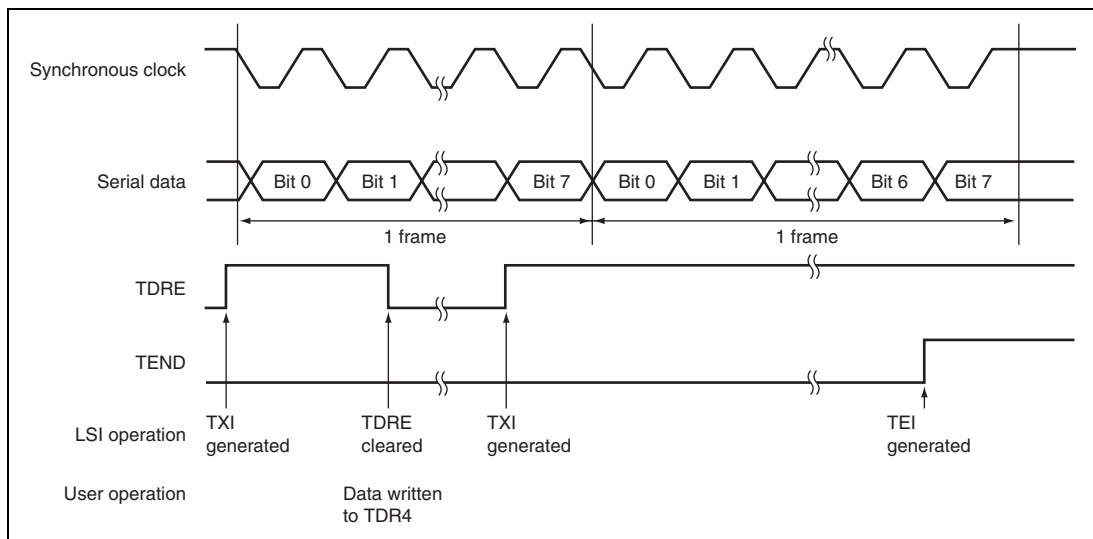 Synchronous clock
Serial data
Bit 0 Bit 1 Bit 7 Bit 0 Bit 1 Bit 6 Bit 7
1 frame 1 frame
TDRE
TEND
LSI operation
TXI generated
TDRE cleared
TXI generated
TEI generated
User operation
Data written
to TDR4